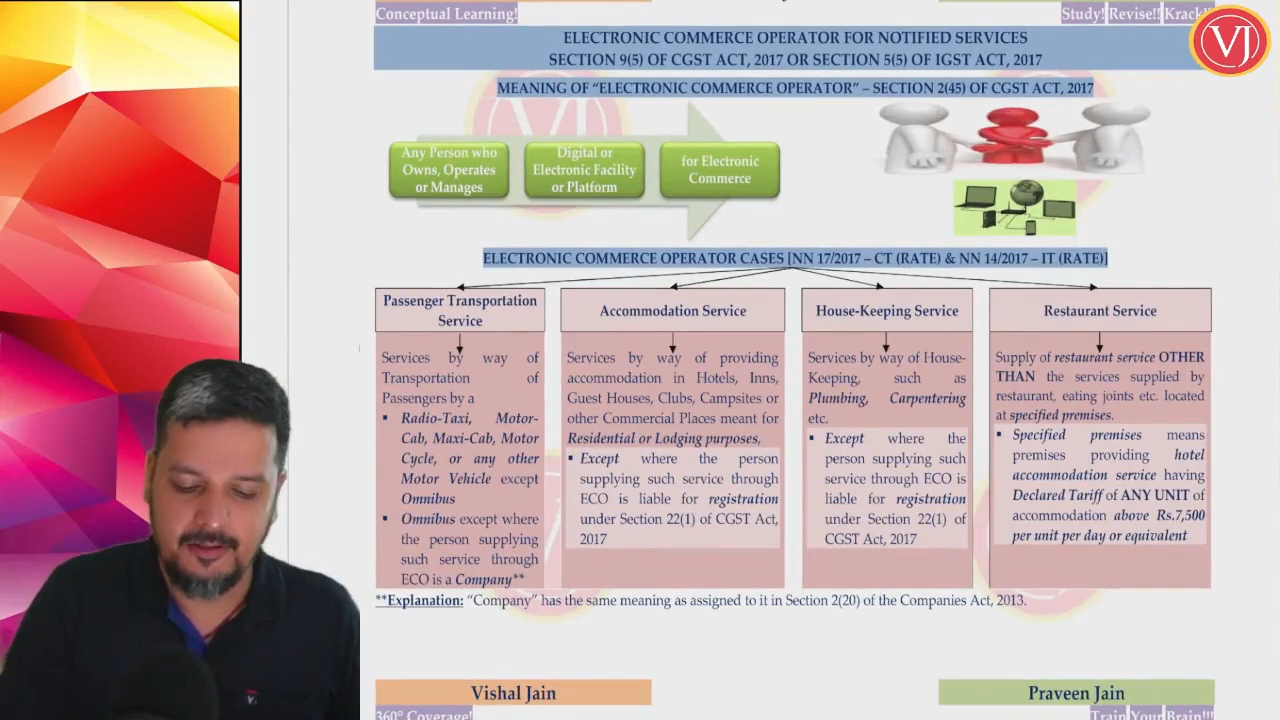 Conceptual Learning!
Study! Revise!! Krack!!!
VJ
ELECTRONIC COMMERCE OPERATOR FOR NOTIFIED SERVICES
SECTION 9(5) OF CGST ACT, 2017 OR SECTION 5(5) OF IGST ACT, 2017
MEANING OF “ELECTRONIC COMMERCE OPERATOR” – SECTION 2(45) OF CGST ACT, 2017
Any Person who
Owns, Operates
or Manages
Digital or
Electronic Facility
or Platform
for Electronic
Commerce
ELECTRONIC COMMERCE OPERATOR CASES [NN 17/2017 – CT (RATE) & NN 14/2017 – IT (RATE)]
Passenger Transportation
Service
Services by way of
Transportation of
Passengers by a
▪ Radio-Taxi, Motor-
Cab, Maxi-Cab, Motor
Cycle, or any other
Motor Vehicle except
Omnibus
▪ Omnibus except where
the person supplying
such service through
ECO is a Company**
Accommodation Service
Services by way of providing
accommodation in Hotels, Inns,
Guest Houses, Clubs, Campsites or
other Commercial Places meant for
Residential or Lodging purposes,
▪ Except where the person
supplying such service through
ECO is liable for registration
under Section 22(1) of CGST Act,
2017
House-Keeping Service
Services by way of House-
Keeping, such as
Plumbing, Carpentering
etc.
▪ Except where the
person supplying such
service through ECO is
liable for registration
under Section 22(1) of
CGST Act, 2017
Restaurant Service
Supply of restaurant service OTHER
THAN the services supplied by
restaurant, eating joints etc. located
at specified premises.
▪ Specified premises means
premises providing hotel
accommodation service having
Declared Tariff of ANY UNIT of
accommodation above Rs.7,500
per unit per day or equivalent
**Explanation: “Company” has the same meaning as assigned to it in Section 2(20) of the Companies Act, 2013.
Vishal Jain
Praveen Jain
360° Coverage!
Train Your Brain!!!